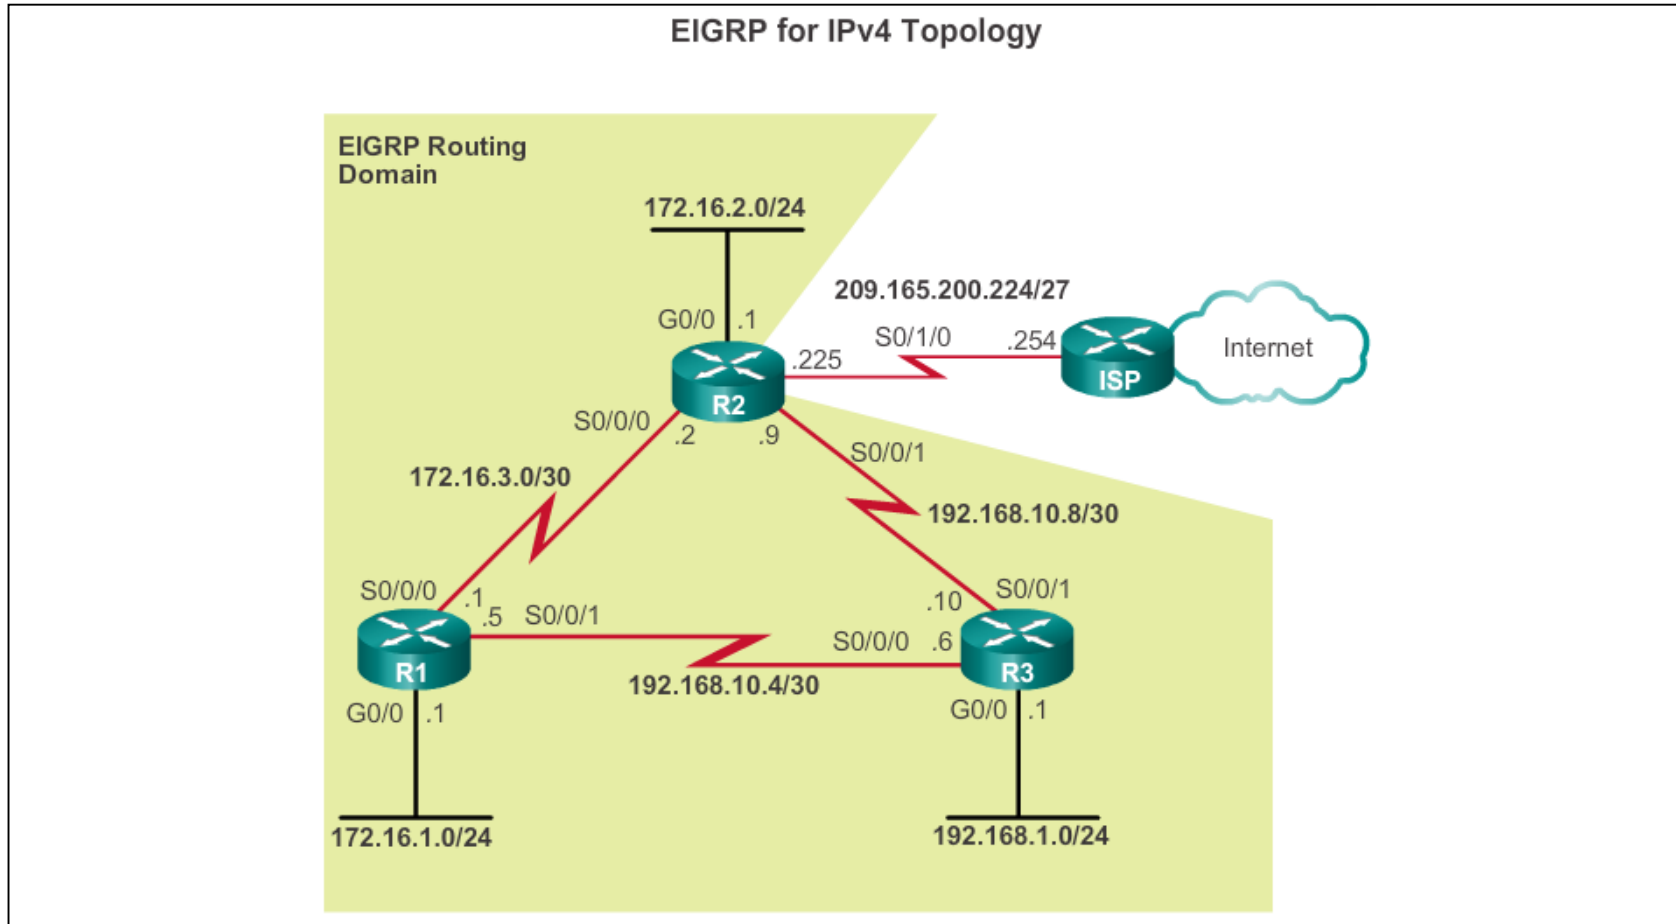 EIGRP for IPv4 Topology
EIGRP Routing
Domain
172.16.2.0/24
209.165.200.224/27
G0/0 .1
S0/1/0
.254
Internet
.225
ISP
R2
S0/0/0
.2
.9
S0/0/1
172.16.3.0/30
192.168.10.8/30
S0/0/0
.1
.5
S0/0/1
.10
S0/0/1
S0/0/0
.6
R1
192.168.10.4/30
R3
G0/0 .1
G0/0 .1
172.16.1.0/24
192.168.1.0/24